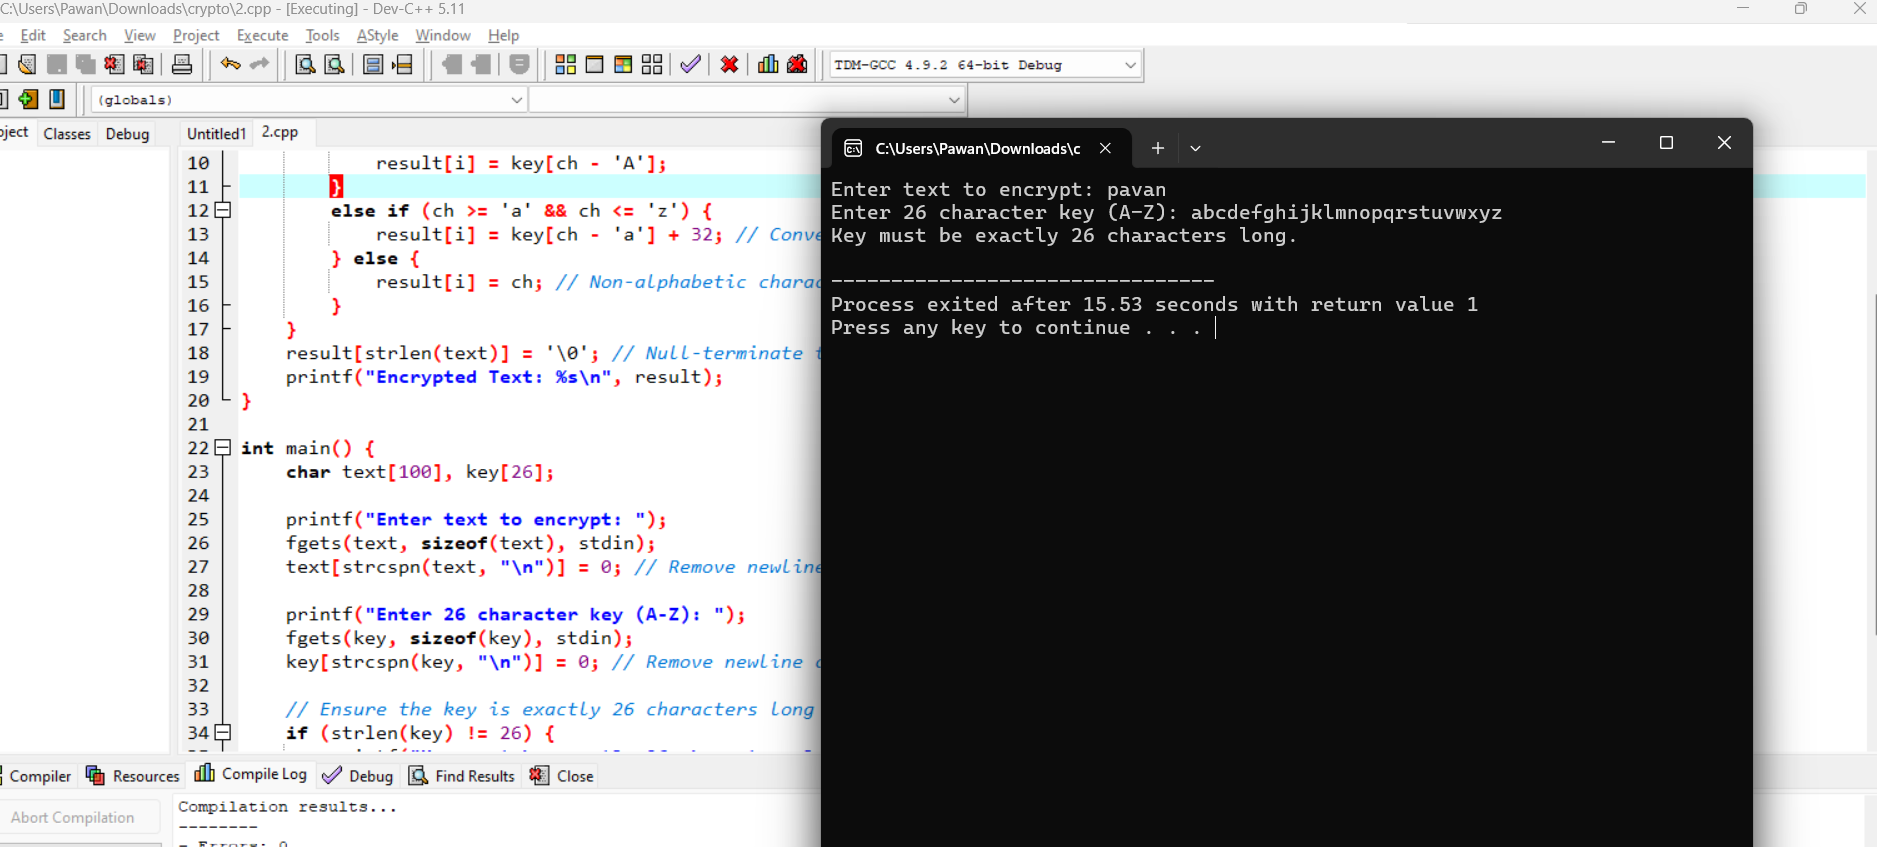 C:\Users\Pawan\Downloads\crypto\2.cpp - [Executing] - Dev-C++ 5.11
Edit Search View Project Execute Tools AStyle Window Help
TDM-GCC 4.9.2 64-bit Debug
(globals)
Classes Debug Untitled1 2.cpp
10 result[i] = key[ch - 'A'];
11 }
12 else if (ch >= 'a' && ch <= 'z') {
13 result[i] = key[ch - 'a'] + 32; // Conve
14 } else {
15 result[i] = ch; // Non-alphabetic charac
16 }
17 }
18 result[strlen(text)] = '\0'; // Null-terminate t
19 printf("Encrypted Text: %s\n", result);
20 }
21
22 int main() {
23 char text[100], key[26];
24
25 printf("Enter text to encrypt: ");
26 fgets(text, sizeof(text), stdin);
27 text[strcspn(text, "\n")] = 0; // Remove newline
28
29 printf("Enter 26 character key (A-Z): ");
30 fgets(key, sizeof(key), stdin);
31 key[strcspn(key, "\n")] = 0; // Remove newline c
32
33 // Ensure the key is exactly 26 characters long
34 if (strlen(key) != 26) {
C:\Users\Pawan\Downloads\c
Enter text to encrypt: pavan
Enter 26 character key (A-Z): abcdefghijklmnopqrstuvwxyz
Key must be exactly 26 characters long.
--------------------------------
Process exited after 15.53 seconds with return value 1
Press any key to continue . . .
Compiler Resources Compile Log Debug Find Results Close
Abort Compilation
Compilation results...
--------
- Errors: 0